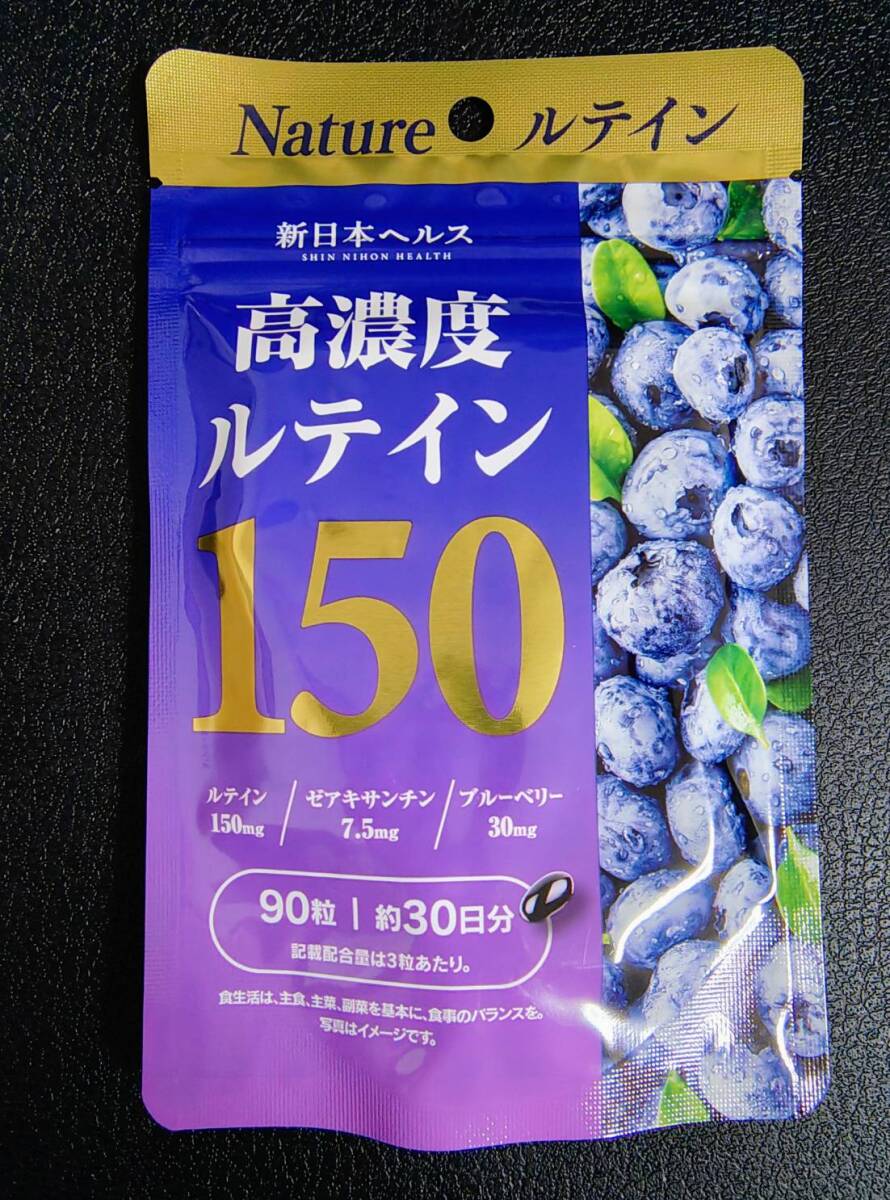 Nature ルテイン
新日本ヘルス
SHIN NIHON HEALTH
高濃度
ルテイン
150
ルテイン / ゼアキサンチン / ブルーベリー
150mg 7.5mg 30mg
90粒 | 約30日分
記載配合量は3粒あたり。
食生活は、主食、主菜、副菜を基本に、食事のバランスを。
写真はイメージです。